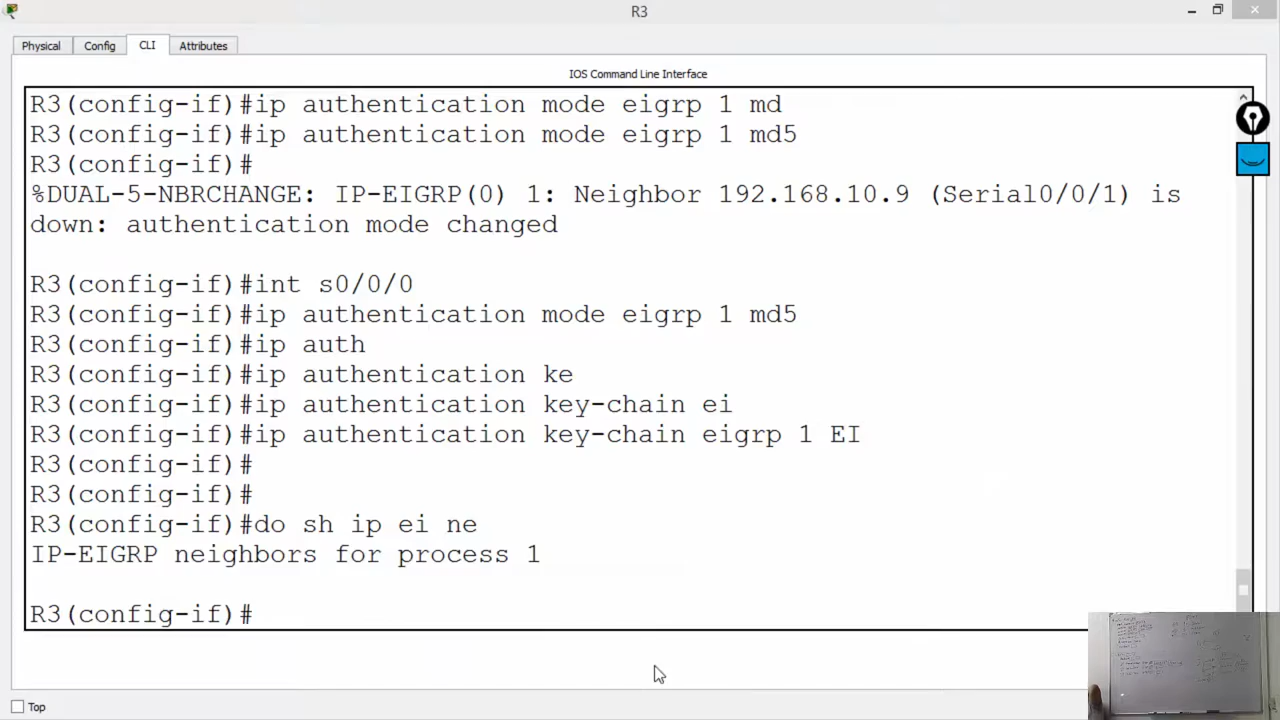 R3
Physical Config CLI Attributes
IOS Command Line Interface
R3(config-if)#ip authentication mode eigrp 1 md
R3(config-if)#ip authentication mode eigrp 1 md5
R3(config-if)#
%DUAL-5-NBRCHANGE: IP-EIGRP(0) 1: Neighbor 192.168.10.9 (Serial0/0/1) is
down: authentication mode changed
R3(config-if)#int s0/0/0
R3(config-if)#ip authentication mode eigrp 1 md5
R3(config-if)#ip auth
R3(config-if)#ip authentication ke
R3(config-if)#ip authentication key-chain ei
R3(config-if)#ip authentication key-chain eigrp 1 EI
R3(config-if)#
R3(config-if)#
R3(config-if)#do sh ip ei ne
IP-EIGRP neighbors for process 1
R3(config-if)#
Top